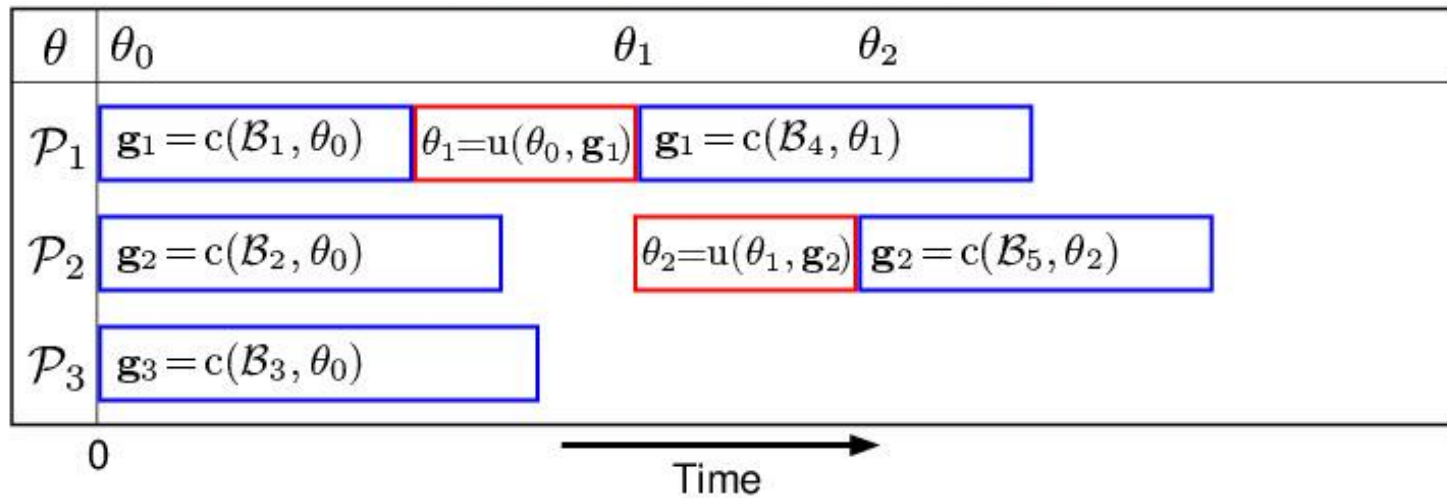 θ θ₀ θ₁ θ₂
𝒫₁ g₁ = c(ℬ₁, θ₀) θ₁=u(θ₀, g₁) g₁ = c(ℬ₄, θ₁)
𝒫₂ g₂ = c(ℬ₂, θ₀) θ₂=u(θ₁, g₂) g₂ = c(ℬ₅, θ₂)
𝒫₃ g₃ = c(ℬ₃, θ₀)
0
Time